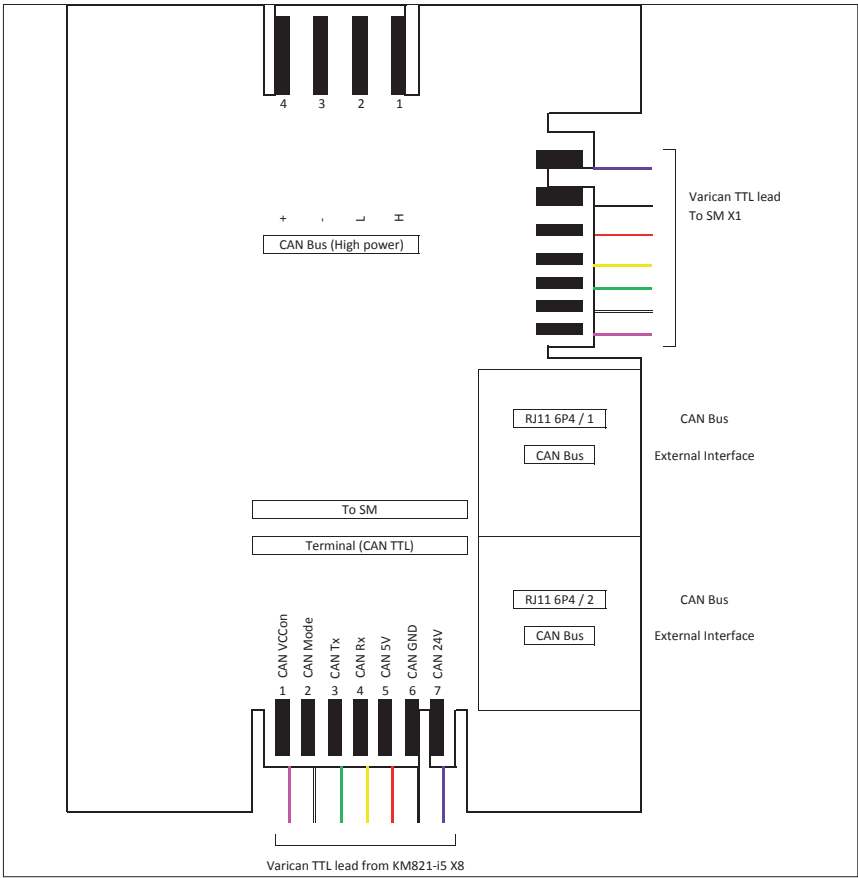 4 3 2 1
+ - L H
CAN Bus (High power)
Varican TTL lead
To SM X1
RJ11 6P4 / 1
CAN Bus
CAN Bus
External Interface
To SM
Terminal (CAN TTL)
RJ11 6P4 / 2
CAN Bus
CAN Bus
External Interface
CAN VCCon
CAN Mode
CAN Tx
CAN Rx
CAN 5V
CAN GND
CAN 24V
1 2 3 4 5 6 7
Varican TTL lead from KM821-i5 X8